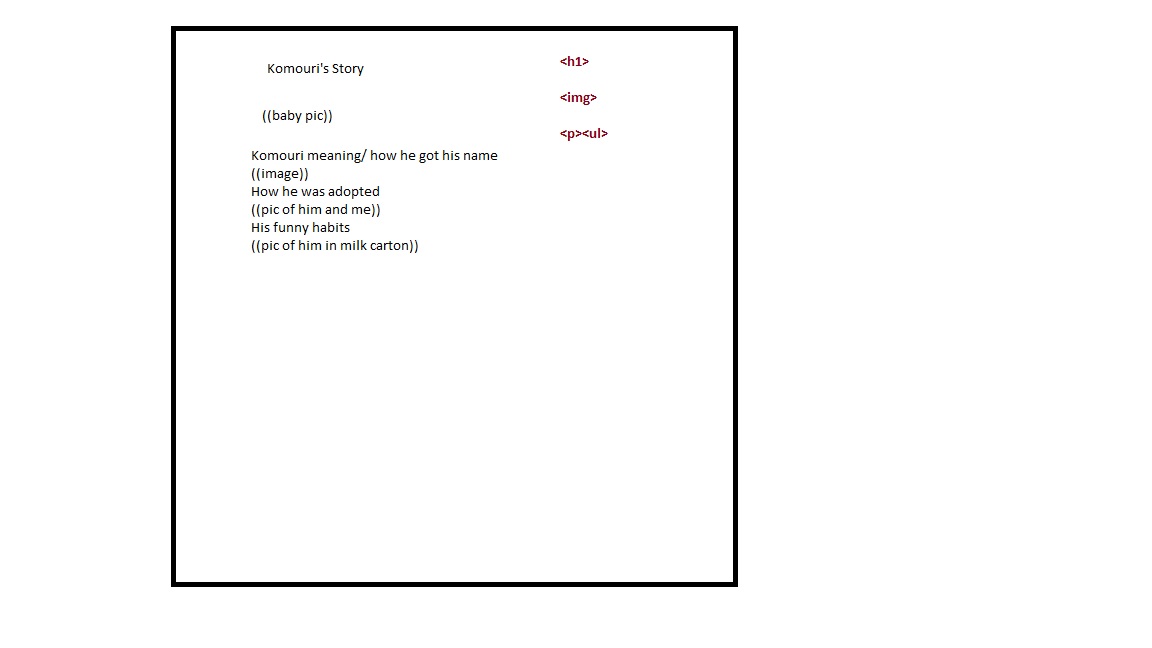 Komouri's Story
<h1>
<img>
((baby pic))
<p><ul>
Komouri meaning/ how he got his name
((image))
How he was adopted
((pic of him and me))
His funny habits
((pic of him in milk carton))